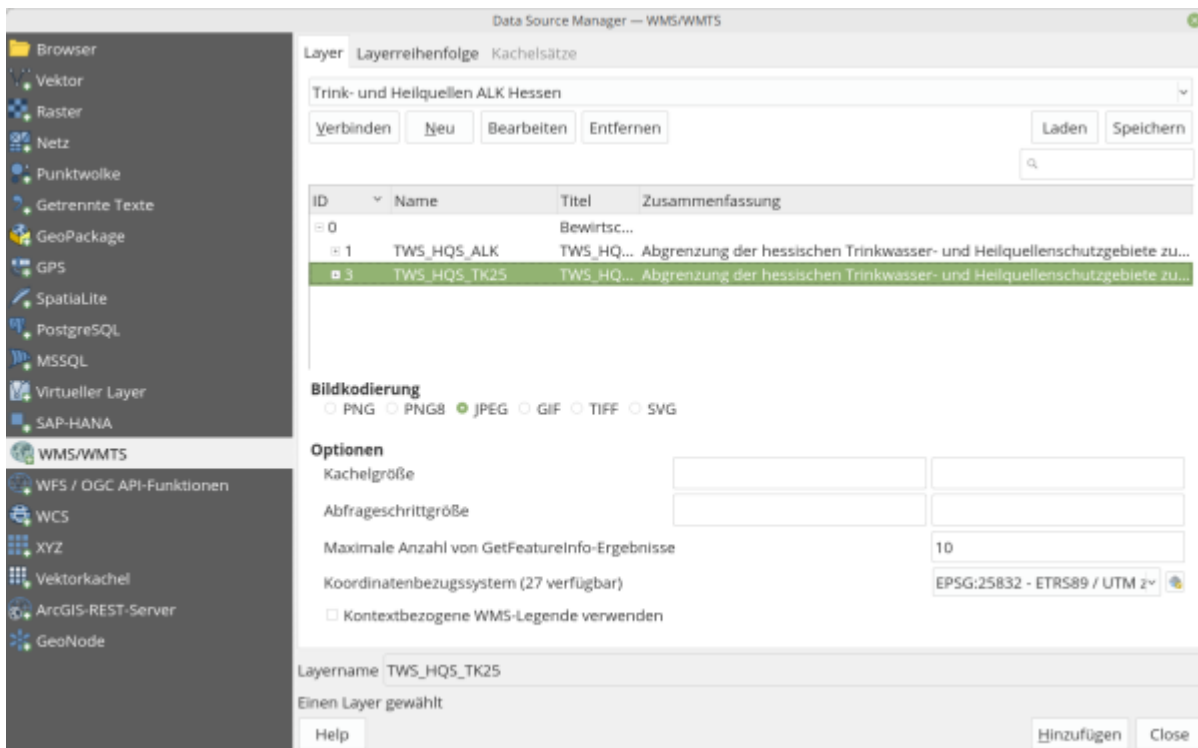 Data Source Manager — WMS/WMTS
Browser
Vektor
Raster
Netz
Punktwolke
Getrennte Texte
GeoPackage
GPS
SpatiaLite
PostgreSQL
MSSQL
Virtueller Layer
SAP-HANA
WMS/WMTS
WFS / OGC API-Funktionen
WCS
XYZ
Vektorkachel
ArcGIS-REST-Server
GeoNode
Layer Layerreihenfolge Kachelsätze
Trink- und Heilquellen ALK Hessen
Verbinden Neu Bearbeiten Entfernen Laden Speichern
ID Name Titel Zusammenfassung
0 Bewirtsc...
1 TWS_HQS_ALK TWS_HQ... Abgrenzung der hessischen Trinkwasser- und Heilquellenschutzgebiete zu...
3 TWS_HQS_TK25 TWS_HQ... Abgrenzung der hessischen Trinkwasser- und Heilquellenschutzgebiete zu...
Bildkodierung
PNG PNG8 JPEG GIF TIFF SVG
Optionen
Kachelgröße
Abfrageschrittgröße
Maximale Anzahl von GetFeatureInfo-Ergebnisse 10
Koordinatenbezugssystem (27 verfügbar) EPSG:25832 - ETRS89 / UTM z
Kontextbezogene WMS-Legende verwenden
Layername TWS_HQS_TK25
Einen Layer gewählt
Help Hinzufügen Close